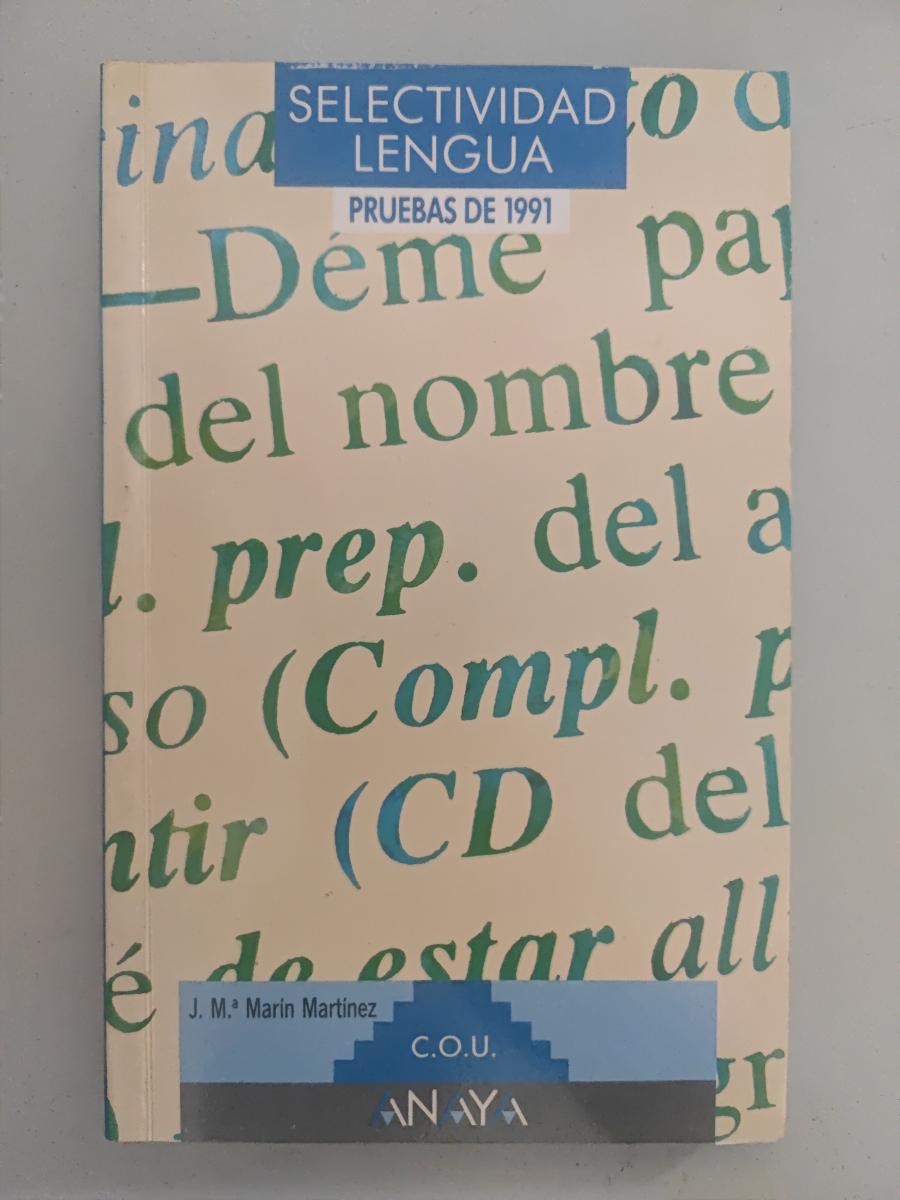 SELECTIVIDAD
LENGUA
PRUEBAS DE 1991
ina to
—Déme pa
del nombre
l. prep. del a
so (Compl. p
ntir (CD del
é de estar all
J. M.ª Marín Martínez
C.O.U.
gr
ANAYA